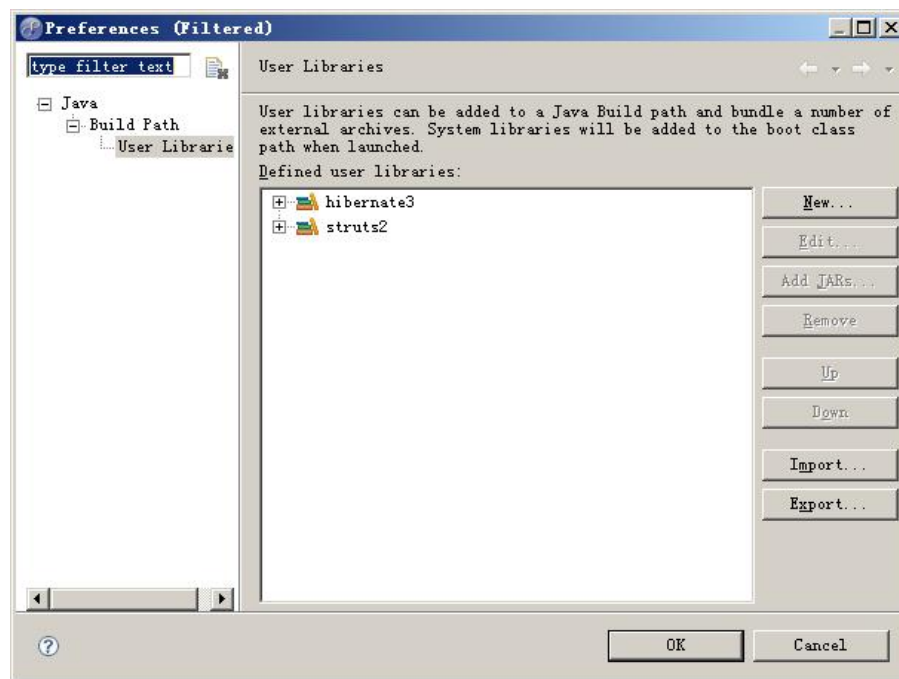 Preferences (Filtered)
type filter text
User Libraries
Java
Build Path
User Librarie
User libraries can be added to a Java Build path and bundle a number of
external archives. System libraries will be added to the boot class
path when launched.
Defined user libraries:
hibernate3
struts2
New...
Edit...
Add JARs...
Remove
Up
Down
Import...
Export...
OK
Cancel